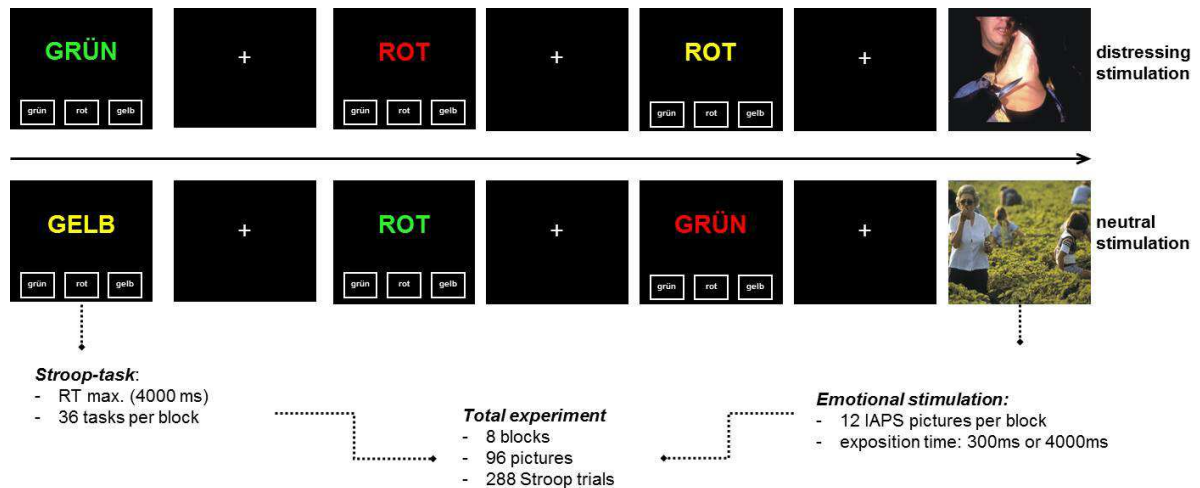 GRÜN
grün rot gelb
+
ROT
grün rot gelb
+
ROT
grün rot gelb
+
distressing
stimulation
GELB
grün rot gelb
+
ROT
grün rot gelb
+
GRÜN
grün rot gelb
+
neutral
stimulation
Stroop-task:
- RT max. (4000 ms)
- 36 tasks per block
Total experiment
- 8 blocks
- 96 pictures
- 288 Stroop trials
Emotional stimulation:
- 12 IAPS pictures per block
- exposition time: 300ms or 4000ms